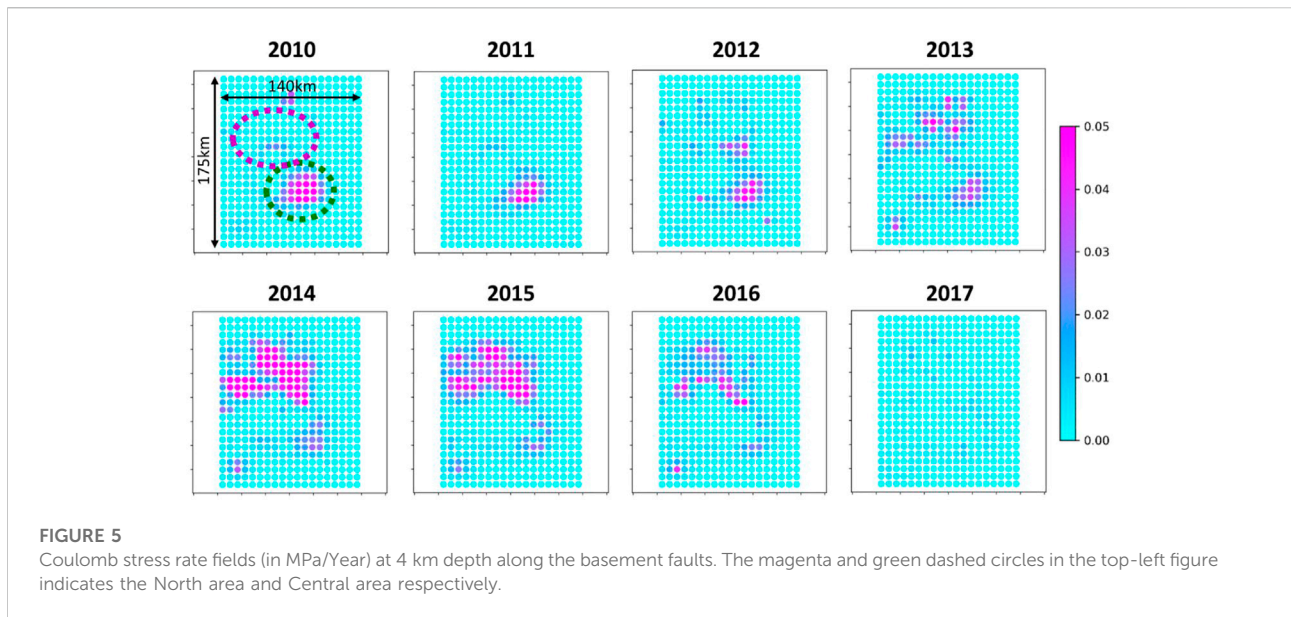 2010
2011
2012
2013
140km
175km
0.05
0.04
0.03
0.02
0.01
0.00
2014
2015
2016
2017
FIGURE 5
Coulomb stress rate fields (in MPa/Year) at 4 km depth along the basement faults. The magenta and green dashed circles in the top-left figure
indicates the North area and Central area respectively.